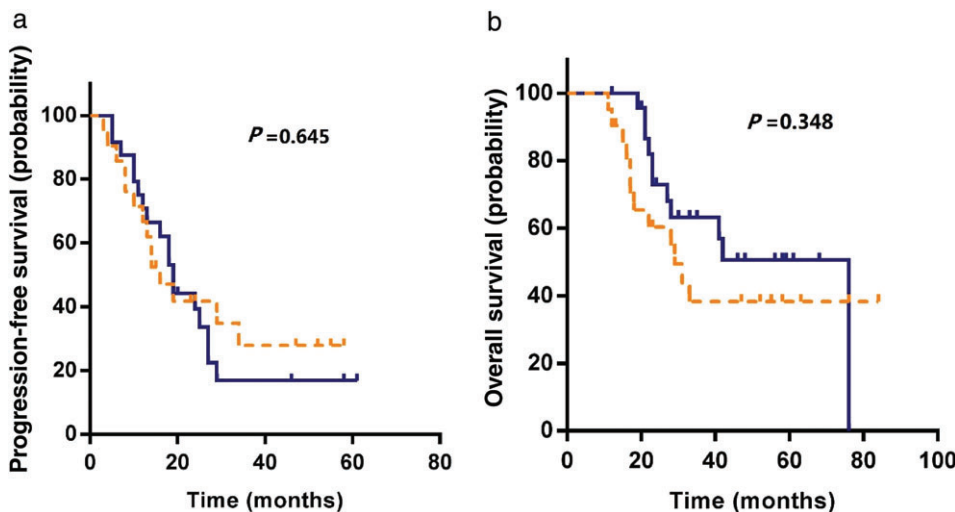 a
Progression-free survival (probability)
100
80
60
40
20
0
P=0.645
0 20 40 60 80
Time (months)
b
Overall survival (probability)
100
80
60
40
20
0
P=0.348
0 20 40 60 80 100
Time (months)